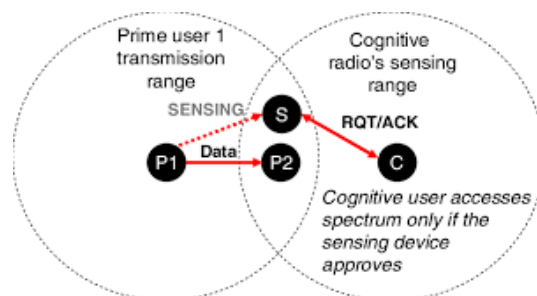 Prime user 1
transmission
range
Cognitive
radio's sensing
range
SENSING
S
RQT/ACK
P1
Data
P2
C
Cognitive user accesses
spectrum only if the
sensing device
approves